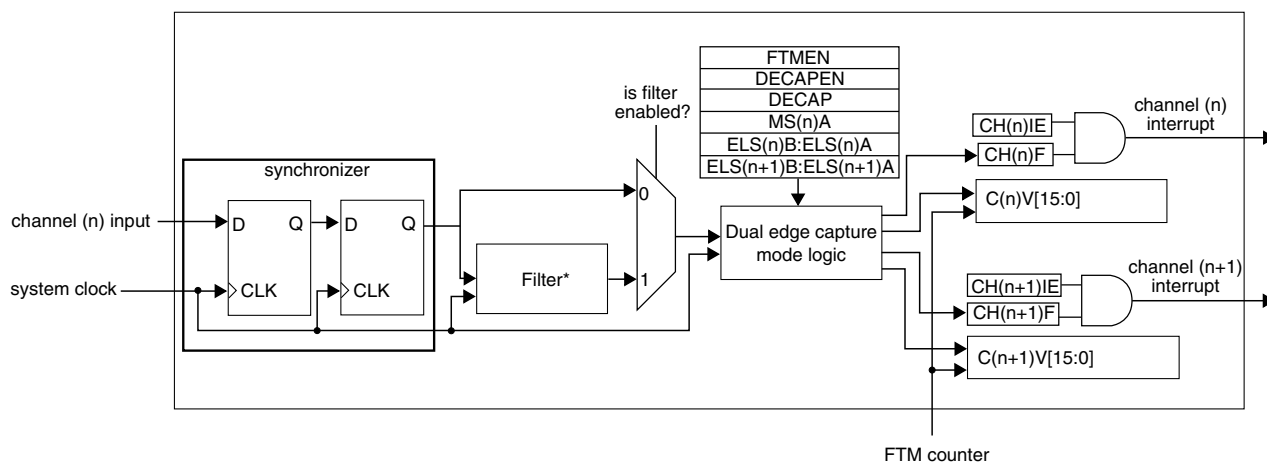 FTMEN
DECAPEN
DECAP
MS(n)A
ELS(n)B:ELS(n)A
ELS(n+1)B:ELS(n+1)A
is filter
enabled?
synchronizer
channel (n) input
system clock
D Q
CLK
D Q
CLK
Filter*
0
1
Dual edge capture
mode logic
CH(n)IE
CH(n)F
channel (n)
interrupt
C(n)V[15:0]
CH(n+1)IE
CH(n+1)F
channel (n+1)
interrupt
C(n+1)V[15:0]
FTM counter